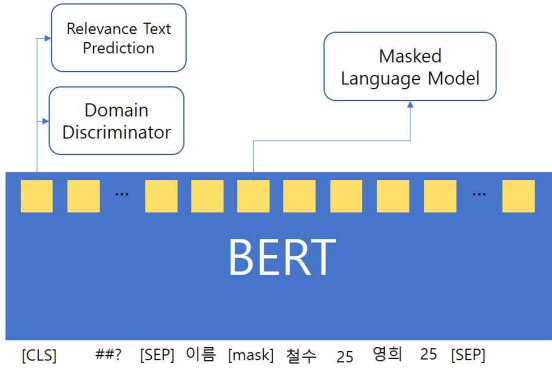 Relevance Text
Prediction
Domain
Discriminator
Masked
Language Model
... ...
BERT
[CLS] ##? [SEP] 이름 [mask] 철수 25 영희 25 [SEP]